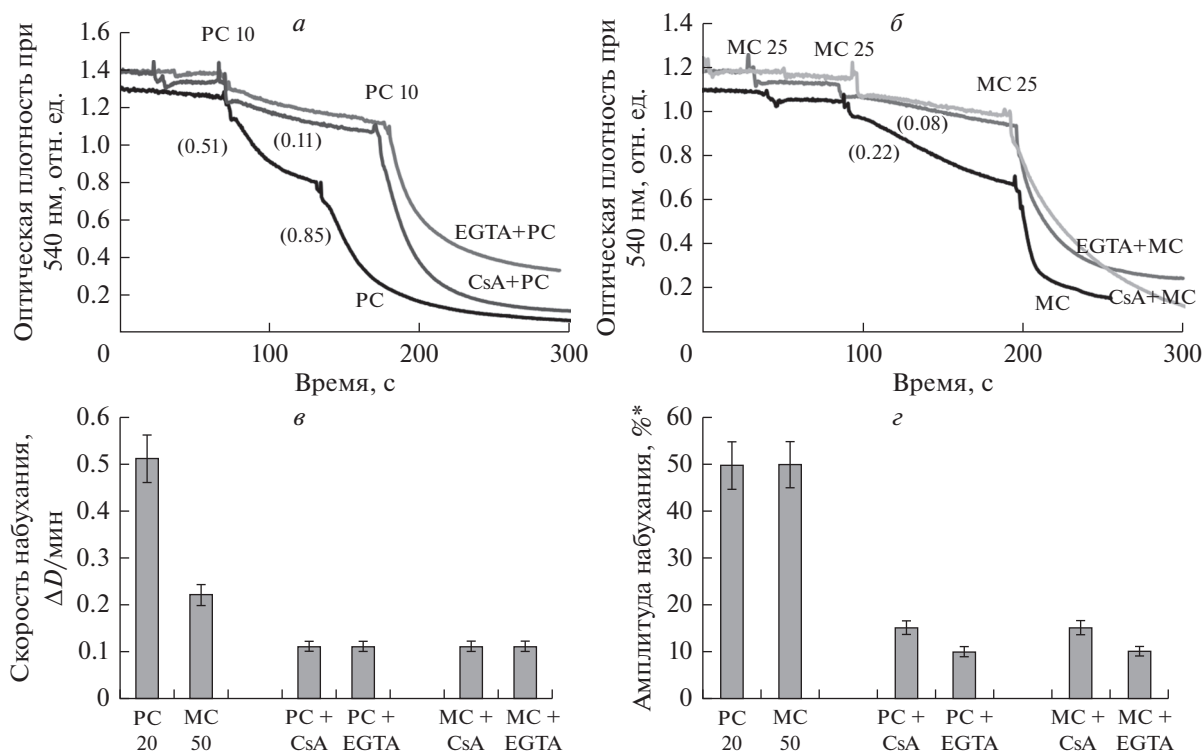 Оптическая плотность при
540 нм, отн. ед.
1.6
1.4
1.2
1.0
0.8
0.6
0.4
0.2
0
100
200
300
Время, с
а
PC 10
PC 10
(0.51)
(0.11)
(0.85)
EGTA+PC
CsA+PC
PC
Оптическая плотность при
540 нм, отн. ед.
1.4
1.2
1.0
0.8
0.6
0.4
0.2
0
100
200
300
Время, с
б
MC 25
MC 25
MC 25
(0.08)
(0.22)
EGTA+MC
CsA+MC
MC
Скорость набухания,
ΔD/мин
0.6
0.5
0.4
0.3
0.2
0.1
0
в
PC
20
MC
50
PC +
CsA
PC +
EGTA
MC +
CsA
MC +
EGTA
Амплитуда набухания, %*
60
50
40
30
20
10
0
г
PC
20
MC
50
PC +
CsA
PC +
EGTA
MC +
CsA
MC +
EGTA